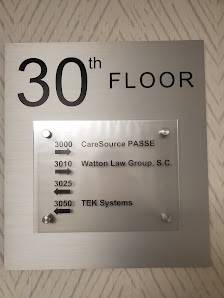 30th FLOOR
3000 CareSource PASSE
3010 Watton Law Group, S.C.
3025
3050 TEK Systems